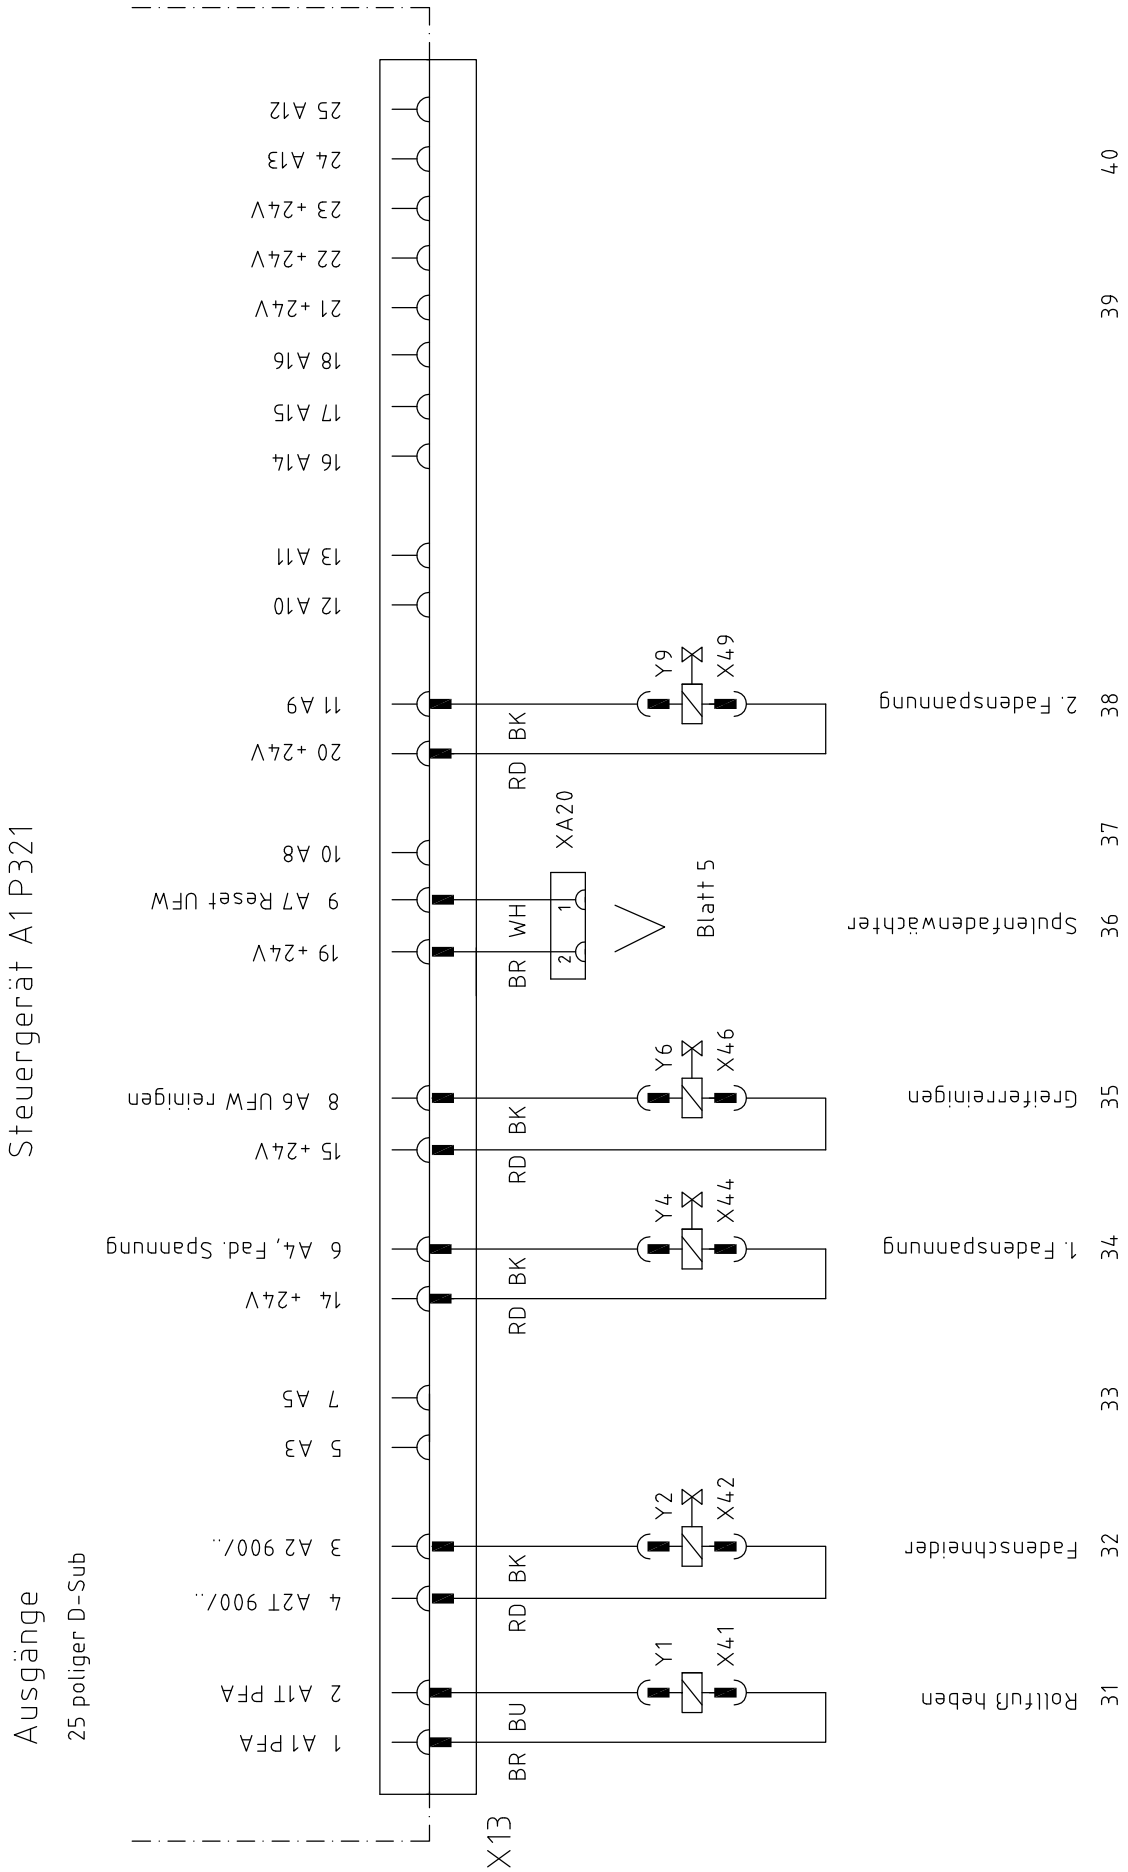 Steuergerät A1 P321
Ausgänge
25 poliger D-Sub
X13
1 A1 PFA
2 A1T PFA
4 A2T 900/..
3 A2 900/..
5 A3
7 A5
14 +24V
6 A4, Fad. Spannung
15 +24V
8 A6 UFW reinigen
19 +24V
9 A7 Reset UFW
10 A8
20 +24V
11 A9
12 A10
13 A11
16 A14
17 A15
18 A16
21 +24V
22 +24V
23 +24V
24 A13
25 A12
BR BU
RD BK
RD BK
RD BK
BR WH
RD BK
2 1
XA20
Blatt 5
Y1
X41
Y2
X42
Y4
X44
Y6
X46
Y9
X49
Rollfuß heben
Fadenschneider
1. Fadenspannung
Greiferreinigen
Spulenfadenwächter
2. Fadenspannung
31 32 33 34 35 36 37 38 39 40